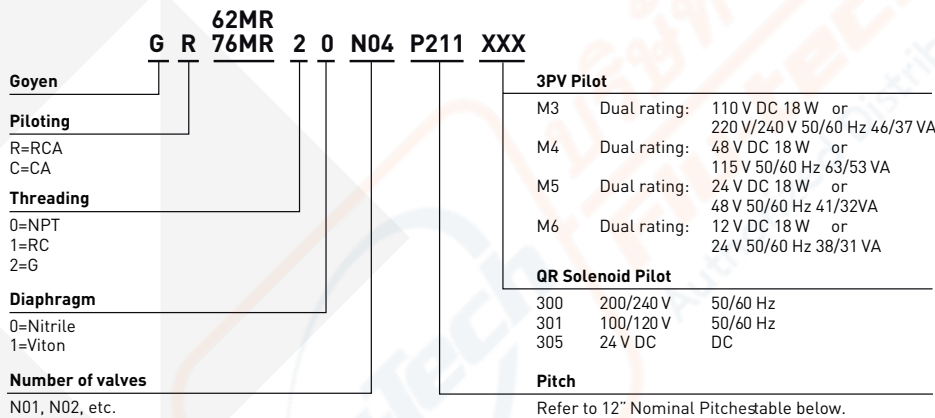 62MR
G R 76MR 2 0 N04 P211 XXX
Goyen
Piloting
R=RCA
C=CA
Threading
0=NPT
1=RC
2=G
Diaphragm
0=Nitrile
1=Viton
Number of valves
N01, N02, etc.
3PV Pilot
M3 Dual rating: 110 V DC 18 W or
220 V/240 V 50/60 Hz 46/37 VA
M4 Dual rating: 48 V DC 18 W or
115 V 50/60 Hz 63/53 VA
M5 Dual rating: 24 V DC 18 W or
48 V 50/60 Hz 41/32VA
M6 Dual rating: 12 V DC 18 W or
24 V 50/60 Hz 38/31 VA
QR Solenoid Pilot
300 200/240 V 50/60 Hz
301 100/120 V 50/60 Hz
305 24 V DC DC
Pitch
Refer to 12" Nominal Pitchestable below.